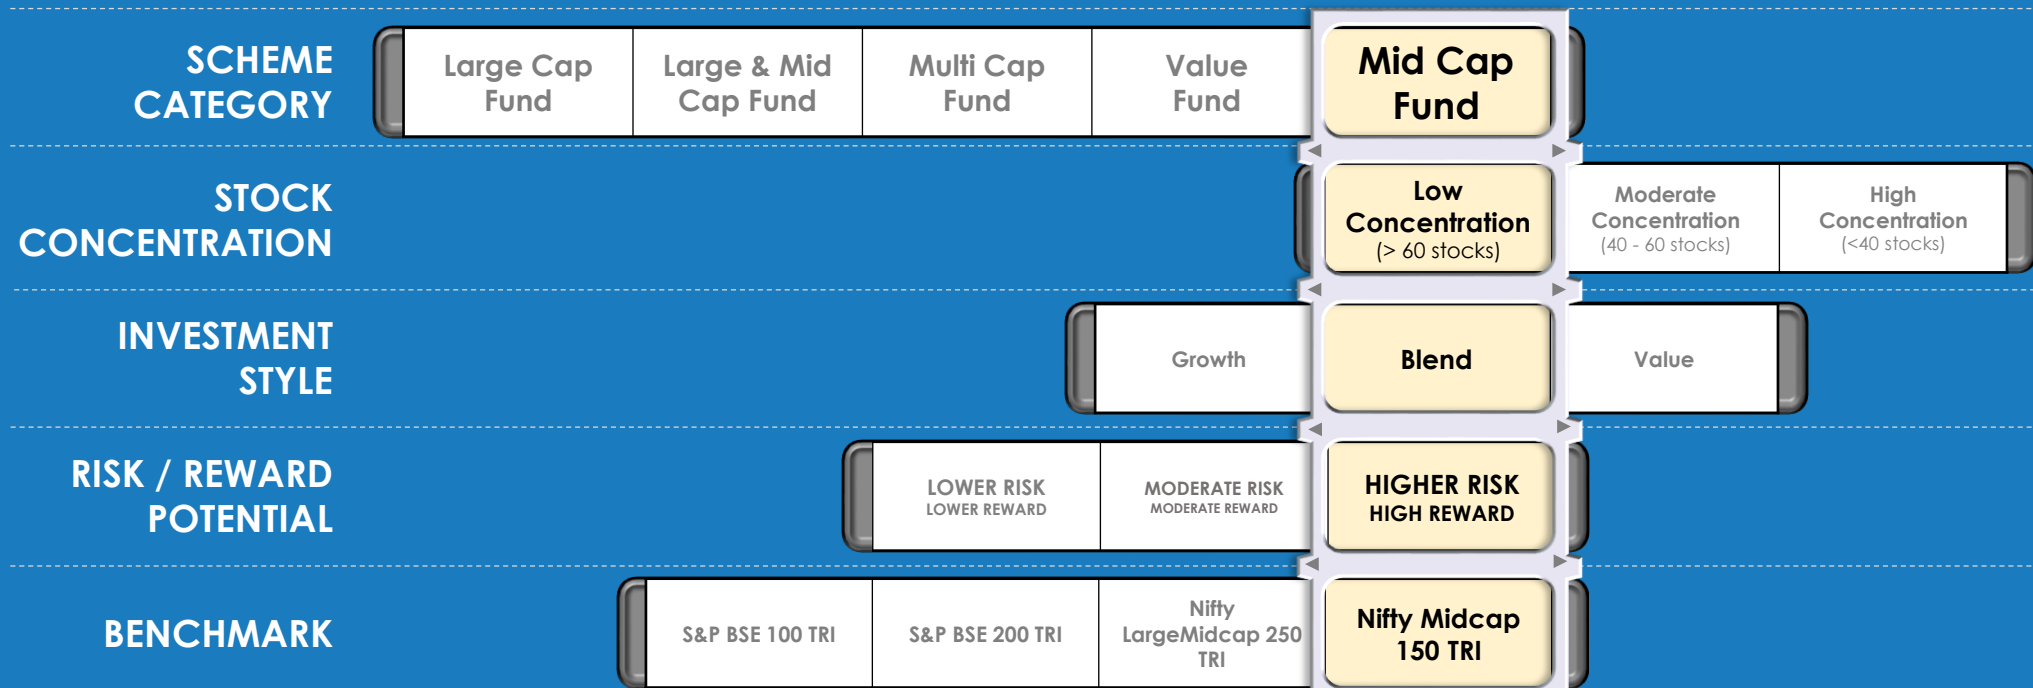 SCHEME
CATEGORY
Large Cap
Fund
Large & Mid
Cap Fund
Multi Cap
Fund
Value
Fund
Mid Cap
Fund
STOCK
CONCENTRATION
Low
Concentration
(> 60 stocks)
Moderate
Concentration
(40 - 60 stocks)
High
Concentration
(<40 stocks)
INVESTMENT
STYLE
Growth
Blend
Value
RISK / REWARD
POTENTIAL
LOWER RISK
LOWER REWARD
MODERATE RISK
MODERATE REWARD
HIGHER RISK
HIGH REWARD
BENCHMARK
S&P BSE 100 TRI
S&P BSE 200 TRI
Nifty
LargeMidcap 250
TRI
Nifty Midcap
150 TRI